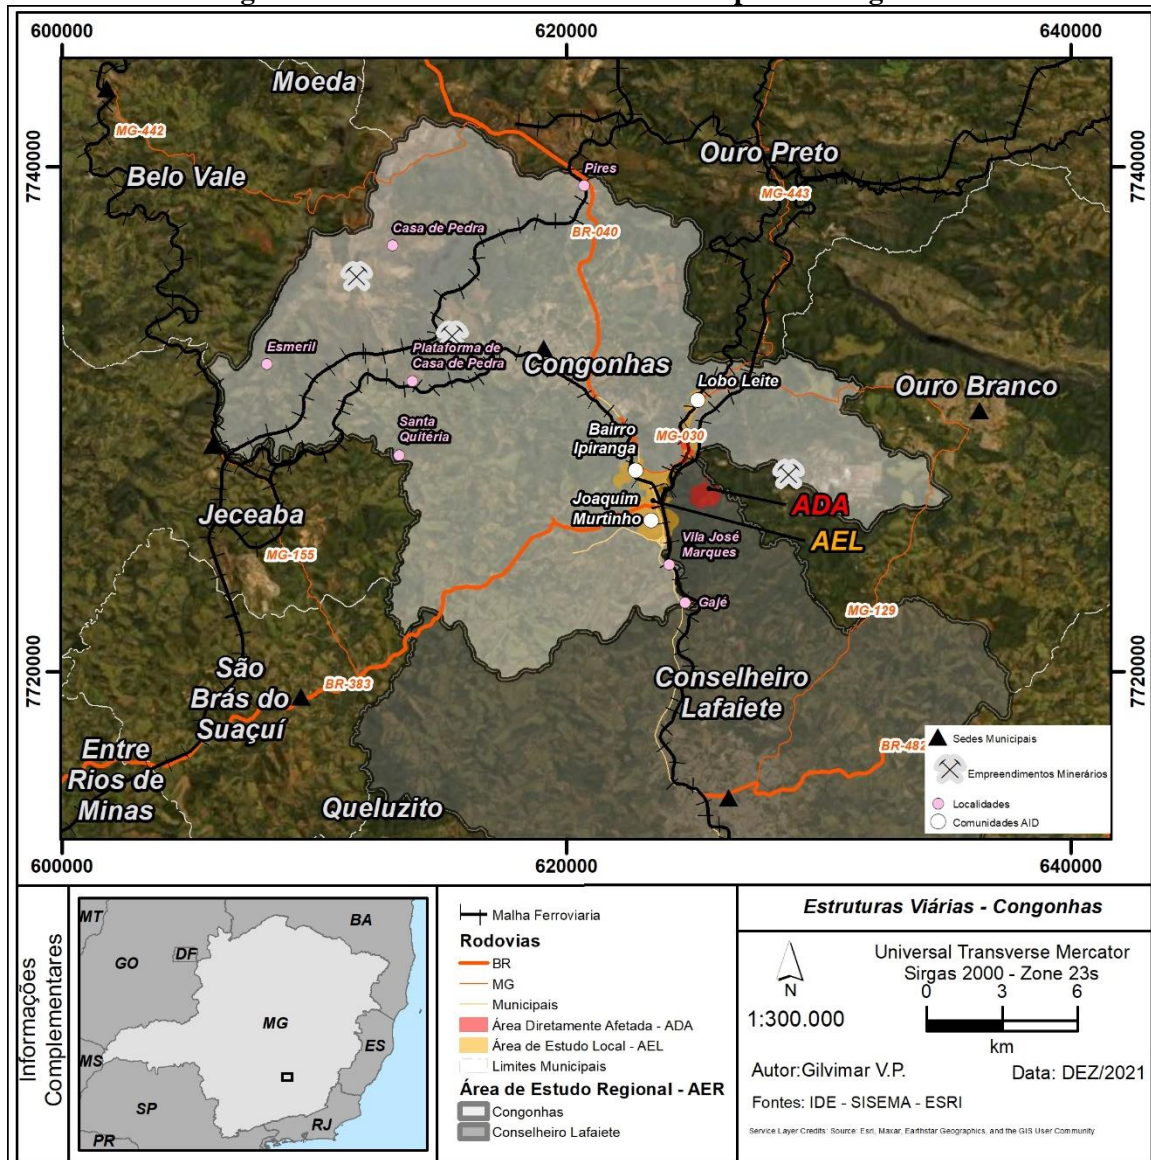 600000
620000
640000
Moeda
MG-442
Ouro Preto
7740000
7740000
Belo Vale
Pires
MG-443
Casa de Pedra
BR-040
Esmeril
Plataforma de
Casa de Pedra
Congonhas
Lobo Leite
Ouro Branco
Santa
Quitéria
Bairro
Ipiranga
MG-030
Joaquim
Murtinho
ADA
AEL
Jeceaba
Vila José
Marques
MG-155
Gajé
MG-129
7720000
7720000
São
Brás do
Suaçuí
BR-383
Conselheiro
Lafaiete
Entre
Rios de
Minas
Queluzito
BR-482
Sedes Municipais
Empreendimentos Minerários
Localidades
Comunidades AID
600000
620000
640000
Informações
Complementares
MT
BA
GO
DF
MG
MS
ES
SP
RJ
PR
Malha Ferroviaria
Rodovias
BR
MG
Municipais
Área Diretamente Afetada - ADA
Área de Estudo Local - AEL
Limites Municipais
Área de Estudo Regional - AER
Congonhas
Conselheiro Lafaiete
Estruturas Viárias - Congonhas
N
1:300.000
Universal Transverse Mercator
Sirgas 2000 - Zone 23s
0 3 6
km
Autor:Gilvimar V.P.
Data: DEZ/2021
Fontes: IDE - SISEMA - ESRI
Service Layer Credits: Source: Esri, Maxar, Earthstar Geographics, and the GIS User Community